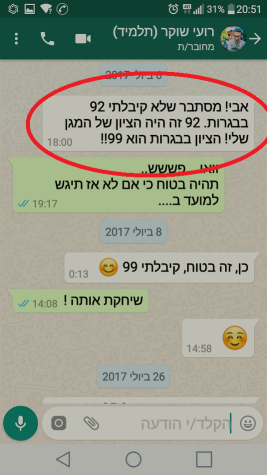 31% 20:51
רועי שוקר (תלמיד)
מחובר/ת
6 ביולי 2017
אבי! מסתבר שלא קיבלתי 92
בבגרות. 92 זה היה הציון של המגן
שלי! הציון בבגרות הוא 99!!
18:00
וואו... פששש..
תהיה בטוח כי אם לא אז תיגש
למועד ב....
19:17
8 ביולי 2017
כן, זה בטוח, קיבלתי 99 😊
0:13
שיחקת אותה !
14:08
😊
14:58
26 ביולי 2017
הקלד/י הודעה